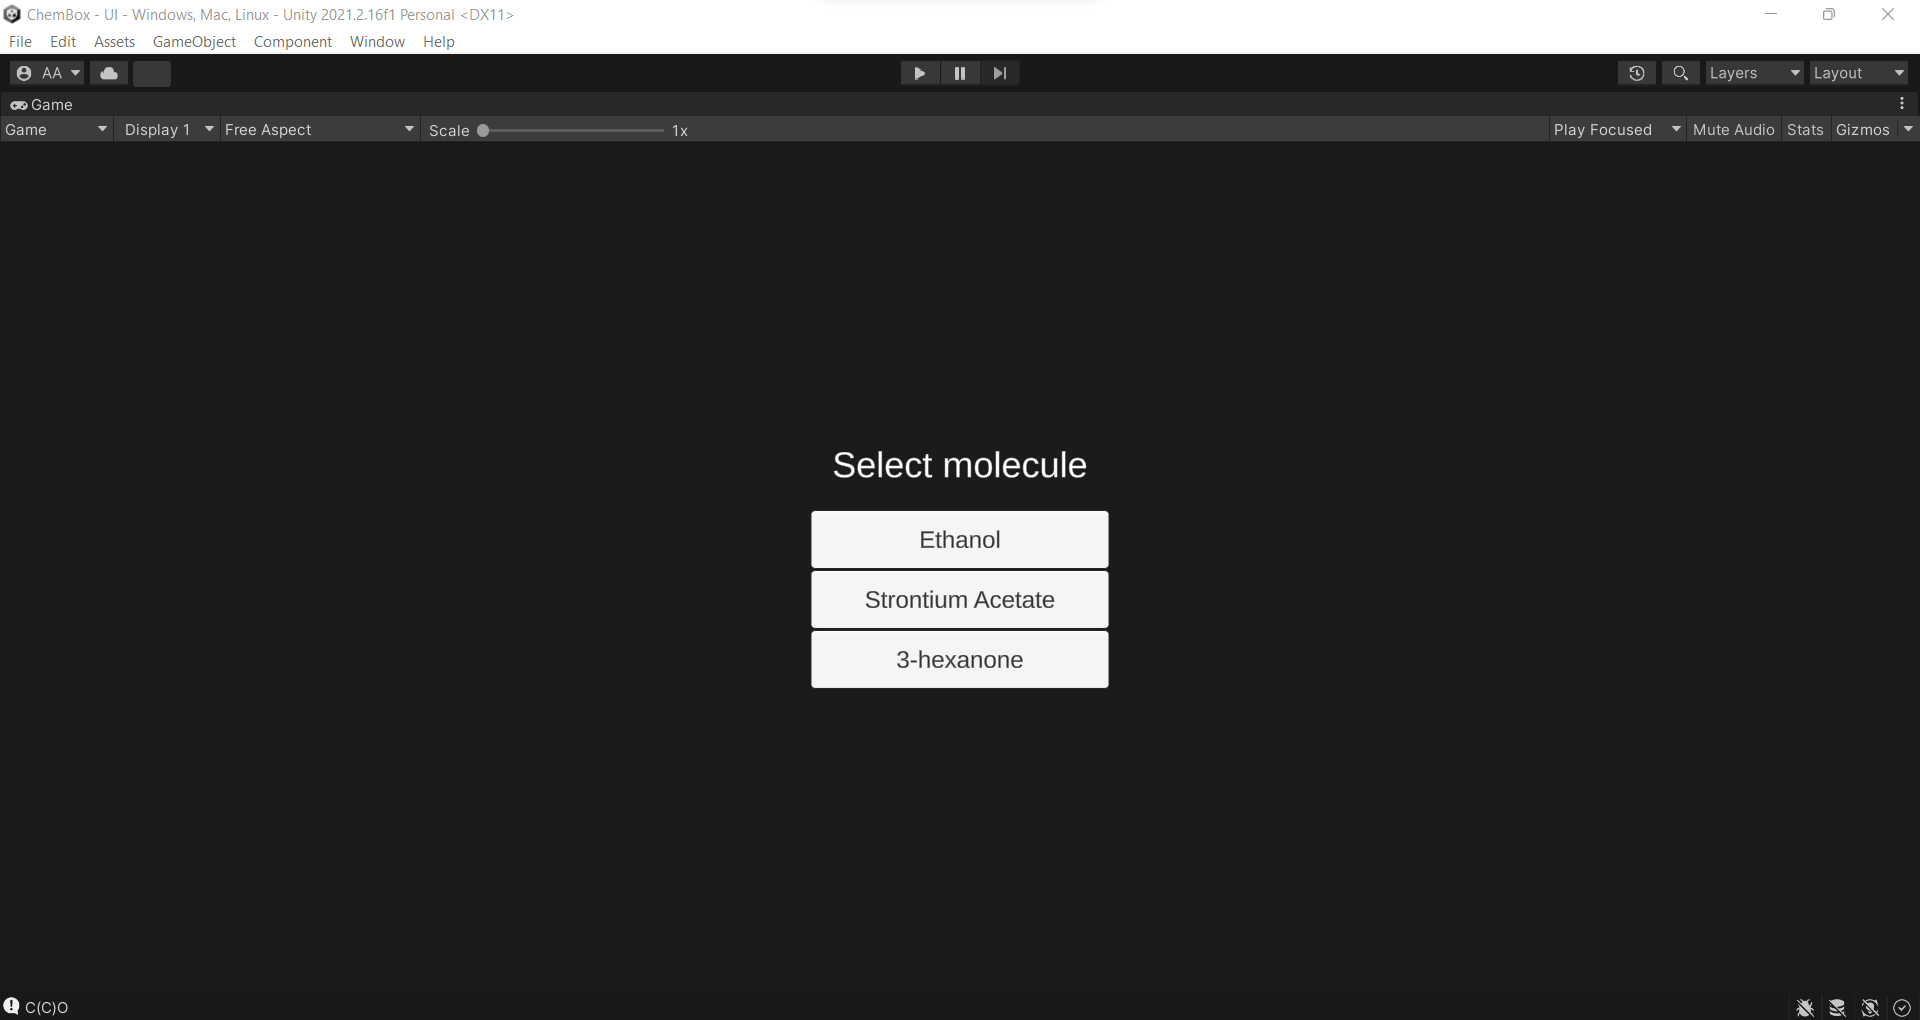 ChemBox - UI - Windows, Mac, Linux - Unity 2021.2.16f1 Personal <DX11>
File Edit Assets GameObject Component Window Help
AA Layers Layout
Game
Game Display 1 Free Aspect Scale 1x Play Focused Mute Audio Stats Gizmos
Select molecule
Ethanol
Strontium Acetate
3-hexanone
C(C)O